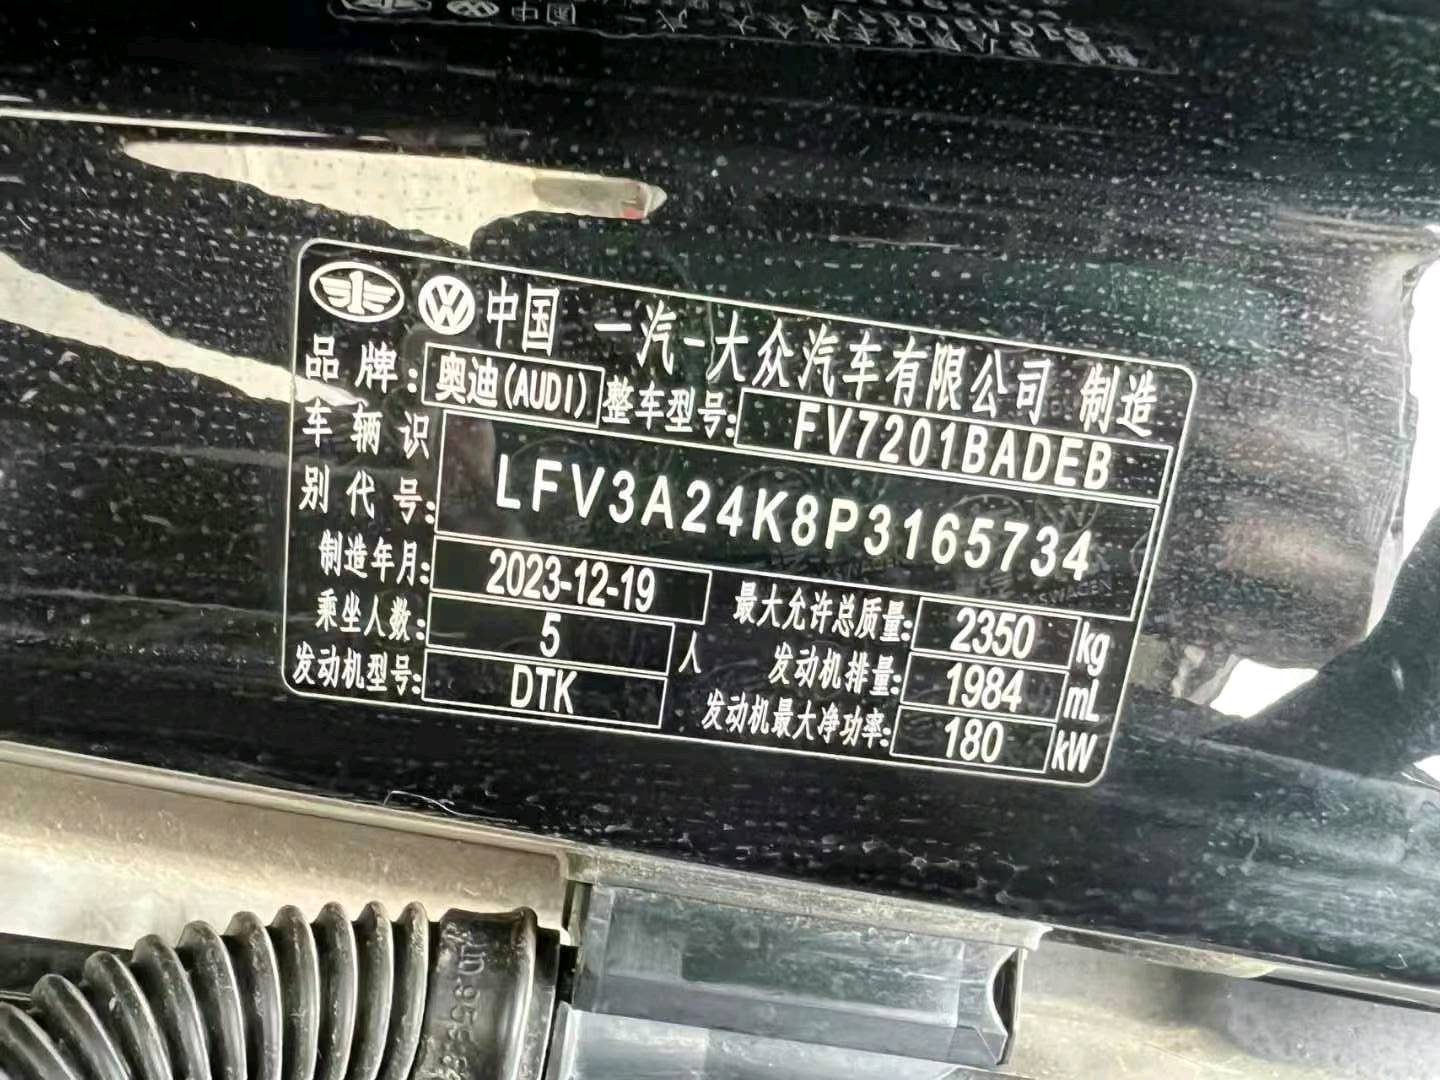 中国 一汽-大众汽车有限公司 制造
品牌: 奥迪(AUDI) 整车型号: FV7201BADEB
车辆识别代号: LFV3A24K8P3165734
制造年月: 2023-12-19 最大允许总质量: 2350 kg
乘坐人数: 5 人 发动机排量: 1984 mL
发动机型号: DTK 发动机最大净功率: 180 kW